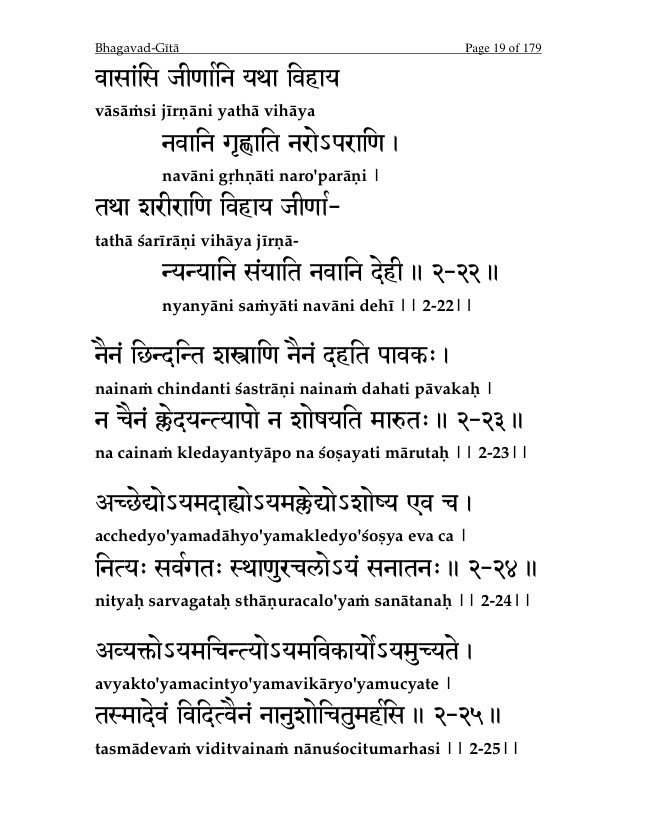 Bhagavad-Gītā Page 19 of 179
वासांसि जीर्णानि यथा विहाय
vāsāṁsi jīrṇāni yathā vihāya
नवानि गृह्णाति नरोऽपराणि ।
navāni gṛhṇāti naro'parāṇi |
तथा शरीराणि विहाय जीर्णा-
tathā śarīrāṇi vihāya jīrṇā-
न्यन्यानि संयाति नवानि देही ॥ २-२२॥
nyanyāni saṁyāti navāni dehī || 2-22||
नैनं छिन्दन्ति शस्त्राणि नैनं दहति पावकः ।
nainaṁ chindanti śastrāṇi nainaṁ dahati pāvakaḥ |
न चैनं क्लेदयन्त्यापो न शोषयति मारुतः ॥ २-२३॥
na cainaṁ kledayantyāpo na śoṣayati mārutaḥ || 2-23||
अच्छेद्योऽयमदाह्योऽयमक्लेद्योऽशोष्य एव च ।
acchedyo'yamadāhyo'yamakledyo'śoṣya eva ca |
नित्यः सर्वगतः स्थाणुरचलोऽयं सनातनः ॥ २-२४॥
nityaḥ sarvagataḥ sthāṇuracalo'yaṁ sanātanaḥ || 2-24||
अव्यक्तोऽयमचिन्त्योऽयमविकार्योऽयमुच्यते ।
avyakto'yamacintyo'yamavikāryo'yamucyate |
तस्मादेवं विदित्वैनं नानुशोचितुमर्हसि ॥ २-२५॥
tasmādevaṁ viditvainaṁ nānuśocitumarhasi || 2-25||